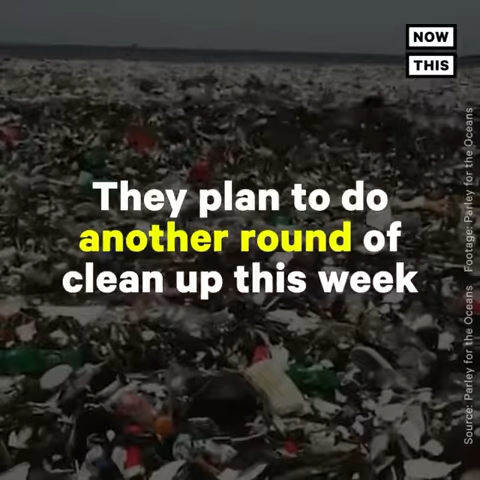 NOW
THIS
They plan to do
another round of
clean up this week
Footage: Parley for the Oceans
Source: Parley for the Oceans